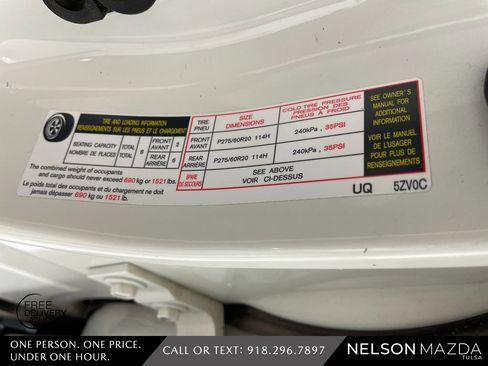 TIRE AND LOADING INFORMATION
RENSEIGNEMENTS SUR LES PNEUS ET LE CHARGEMENT
SEATING CAPACITY
NOMBRE DE PLACES
TOTAL
TOTAL
FRONT
AVANT
2
REAR
ARRIÈRE
6
The combined weight of occupants
and cargo should never exceed 690 kg or 1521 lbs.
Le poids total des occupants et du chargement ne doit
jamais dépasser 690 kg ou 1521 lb.
TIRE
PNEU
SIZE
DIMENSIONS
COLD TIRE PRESSURE
PRESSION DES
PNEUS À FROID
FRONT
AVANT
P275/60R20 114H
240kPa, 35PSI
REAR
ARRIÈRE
P275/60R20 114H
240kPa, 35PSI
SPARE
DE SECOURS
SEE ABOVE
VOIR CI-DESSUS
SEE OWNER'S
MANUAL FOR
ADDITIONAL
INFORMATION
VOIR LE MANUEL
DE L'USAGER
POUR PLUS DE
RENSEIGNEMENTS
UQ 5ZV0C
FREE
DELIVERY
ONE PERSON. ONE PRICE.
UNDER ONE HOUR.
CALL OR TEXT: 918.296.7897
NELSON MAZDA
TULSA